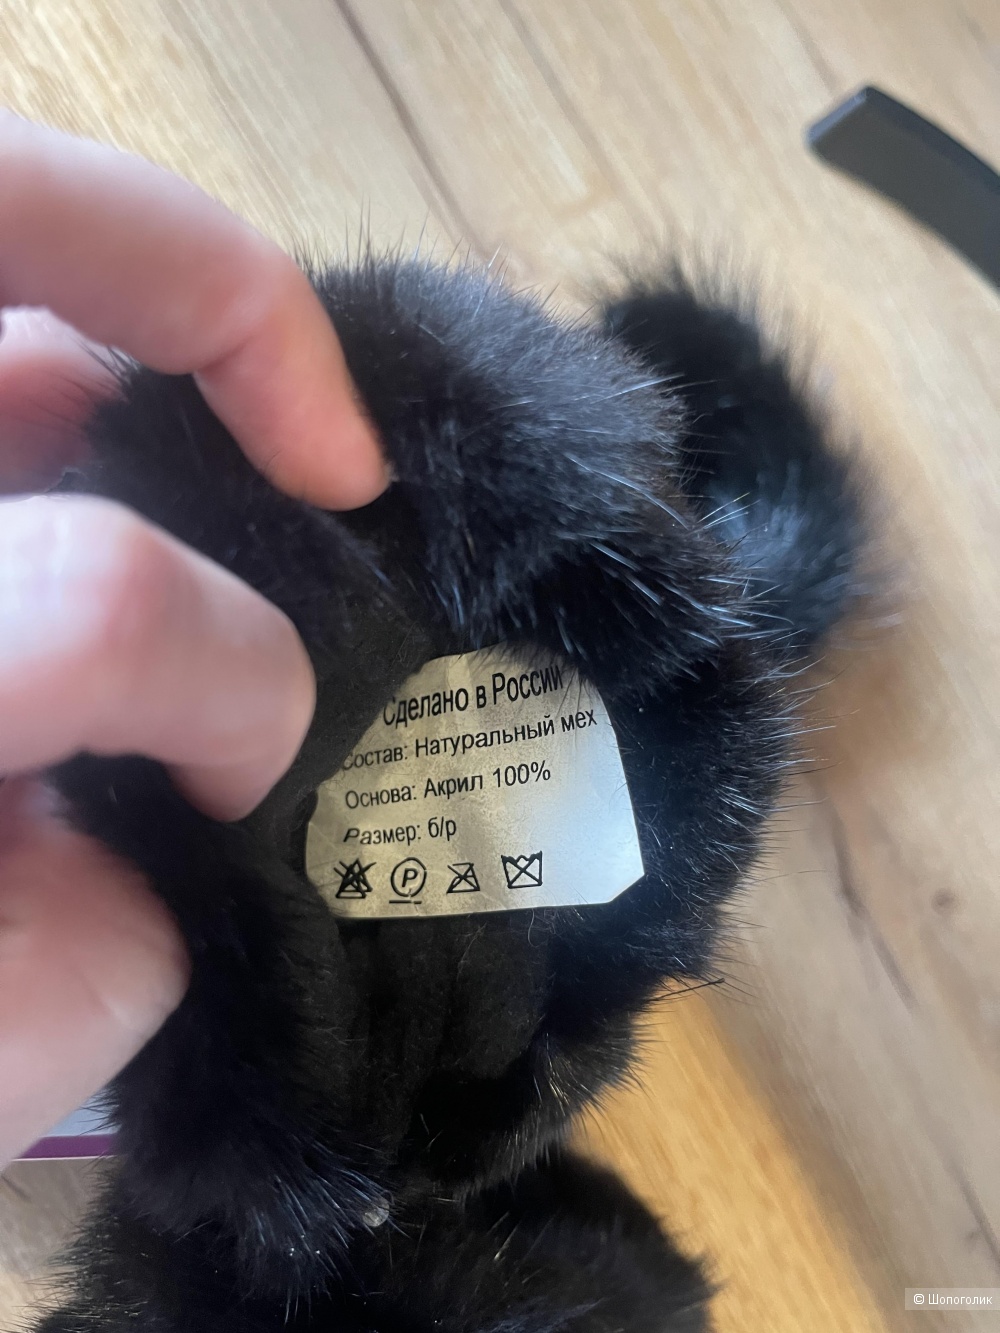 Сделано в России
Состав: Натуральный мех
Основа: Акрил 100%
Размер: б/р
P
© Шопоголик